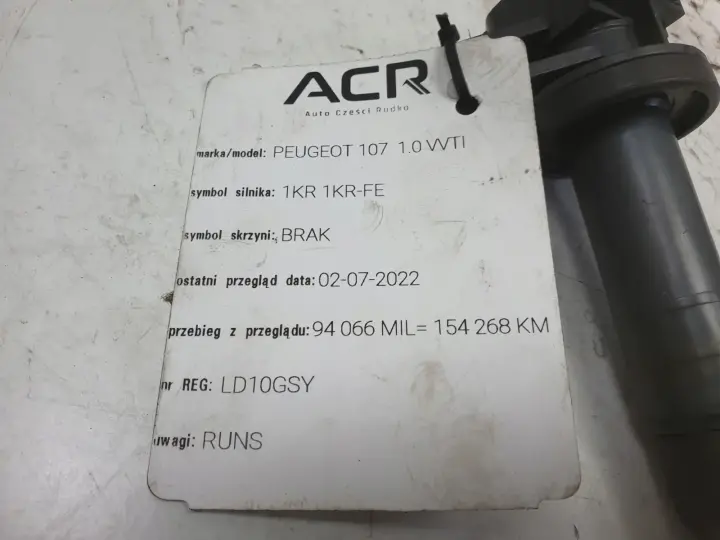 ACR
Auto Części Rudka
marka/model: PEUGEOT 107 1.0 VVTI
symbol silnika: 1KR 1KR-FE
symbol skrzyni: BRAK
ostatni przegląd data: 02-07-2022
przebieg z przeglądu: 94 066 MIL= 154 268 KM
nr REG: LD10GSY
uwagi: RUNS